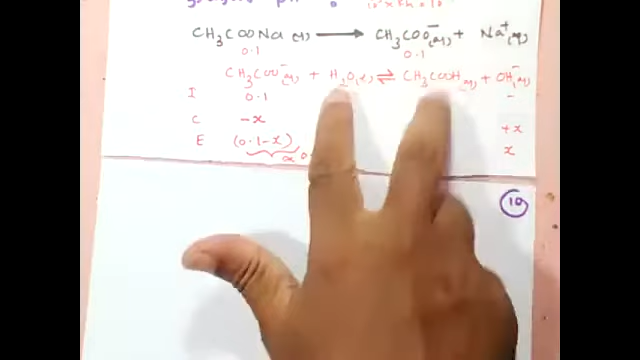 CH₃COONa(s) ⟶ CH₃COO⁻(aq) + Na⁺(aq)
0.1 0.1
CH₃COO⁻(aq) + H₂O(l) ⇌ CH₃COOH(aq) + OH⁻(aq)
I 0.1 –
C –x +x
E (0.1–x) x
∝ 0.
10